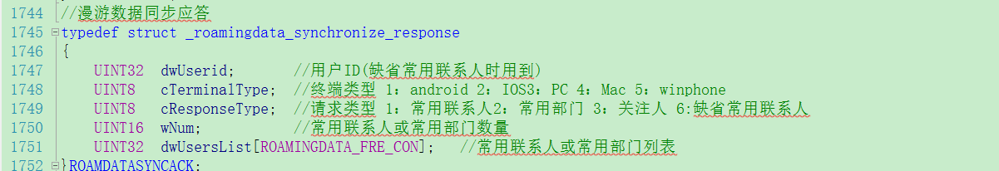 1744 //漫游数据同步应答
1745 typedef struct _roamingdata_synchronize_response
1746 {
1747 UINT32 dwUserid; //用户ID(缺省常用联系人时用到)
1748 UINT8 cTerminalType; //终端类型 1：android 2：IOS3：PC 4：Mac 5：winphone
1749 UINT8 cResponseType; //请求类型 1：常用联系人2：常用部门 3：关注人 6:缺省常用联系人
1750 UINT16 wNum; //常用联系人或常用部门数量
1751 UINT32 dwUsersList[ROAMINGDATA_FRE_CON]; //常用联系人或常用部门列表
1752 }ROAMDATASYNCACK;